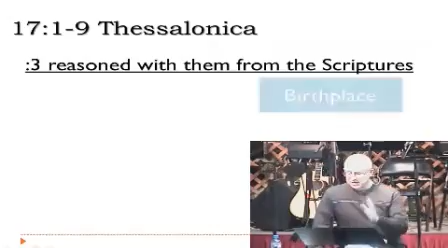 17:1-9 Thessalonica
:3 reasoned with them from the Scriptures
Birthplace